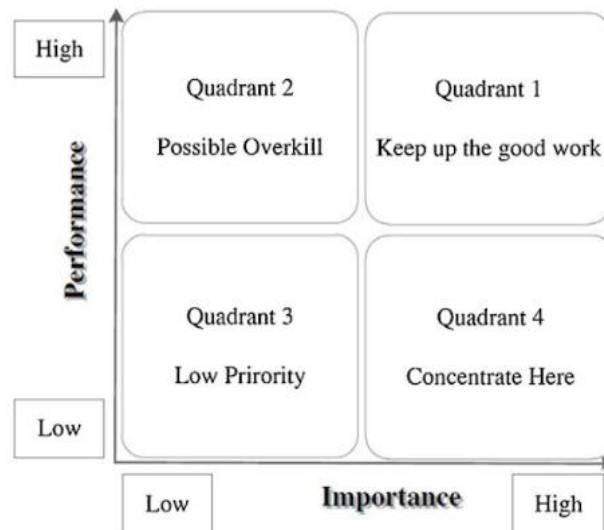 High
Quadrant 2
Possible Overkill
Quadrant 1
Keep up the good work
Performance
Quadrant 3
Low Prirority
Quadrant 4
Concentrate Here
Low
Low
Importance
High